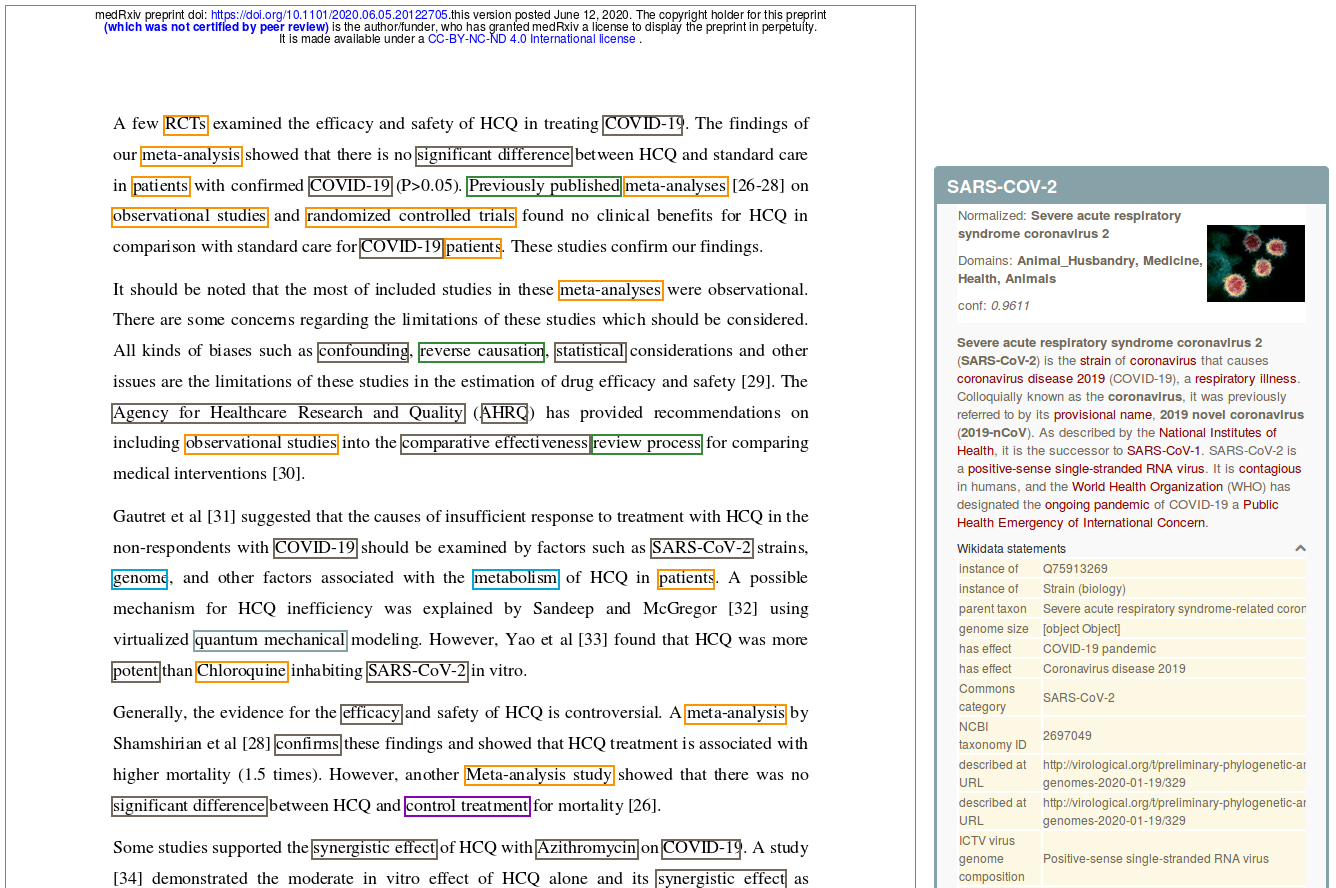 medRxiv preprint doi: https://doi.org/10.1101/2020.06.05.20122705.this version posted June 12, 2020. The copyright holder for this preprint
(which was not certified by peer review) is the author/funder, who has granted medRxiv a license to display the preprint in perpetuity.
It is made available under a CC-BY-NC-ND 4.0 International license .
A few RCTs examined the efficacy and safety of HCQ in treating COVID-19. The findings of
our meta-analysis showed that there is no significant difference between HCQ and standard care
in patients with confirmed COVID-19 (P>0.05). Previously published meta-analyses [26-28] on
observational studies and randomized controlled trials found no clinical benefits for HCQ in
comparison with standard care for COVID-19 patients. These studies confirm our findings.
It should be noted that the most of included studies in these meta-analyses were observational.
There are some concerns regarding the limitations of these studies which should be considered.
All kinds of biases such as confounding, reverse causation, statistical considerations and other
issues are the limitations of these studies in the estimation of drug efficacy and safety [29]. The
Agency for Healthcare Research and Quality (AHRQ) has provided recommendations on
including observational studies into the comparative effectiveness review process for comparing
medical interventions [30].
Gautret et al [31] suggested that the causes of insufficient response to treatment with HCQ in the
non-respondents with COVID-19 should be examined by factors such as SARS-CoV-2 strains,
genome, and other factors associated with the metabolism of HCQ in patients. A possible
mechanism for HCQ inefficiency was explained by Sandeep and McGregor [32] using
virtualized quantum mechanical modeling. However, Yao et al [33] found that HCQ was more
potent than Chloroquine inhabiting SARS-CoV-2 in vitro.
Generally, the evidence for the efficacy and safety of HCQ is controversial. A meta-analysis by
Shamshirian et al [28] confirms these findings and showed that HCQ treatment is associated with
higher mortality (1.5 times). However, another Meta-analysis study showed that there was no
significant difference between HCQ and control treatment for mortality [26].
Some studies supported the synergistic effect of HCQ with Azithromycin on COVID-19. A study
[34] demonstrated the moderate in vitro effect of HCQ alone and its synergistic effect as
SARS-COV-2
Normalized: Severe acute respiratory
syndrome coronavirus 2
Domains: Animal_Husbandry, Medicine,
Health, Animals
conf: 0.9611
Severe acute respiratory syndrome coronavirus 2
(SARS-CoV-2) is the strain of coronavirus that causes
coronavirus disease 2019 (COVID-19), a respiratory illness.
Colloquially known as the coronavirus, it was previously
referred to by its provisional name, 2019 novel coronavirus
(2019-nCoV). As described by the National Institutes of
Health, it is the successor to SARS-CoV-1. SARS-CoV-2 is
a positive-sense single-stranded RNA virus. It is contagious
in humans, and the World Health Organization (WHO) has
designated the ongoing pandemic of COVID-19 a Public
Health Emergency of International Concern.
Wikidata statements
instance of Q75913269
instance of Strain (biology)
parent taxon Severe acute respiratory syndrome-related coron
genome size [object Object]
has effect COVID-19 pandemic
has effect Coronavirus disease 2019
Commons
category SARS-CoV-2
NCBI
taxonomy ID 2697049
described at http://virological.org/t/preliminary-phylogenetic-an
URL genomes-2020-01-19/329
described at http://virological.org/t/preliminary-phylogenetic-an
URL genomes-2020-01-19/329
ICTV virus
genome Positive-sense single-stranded RNA virus
composition